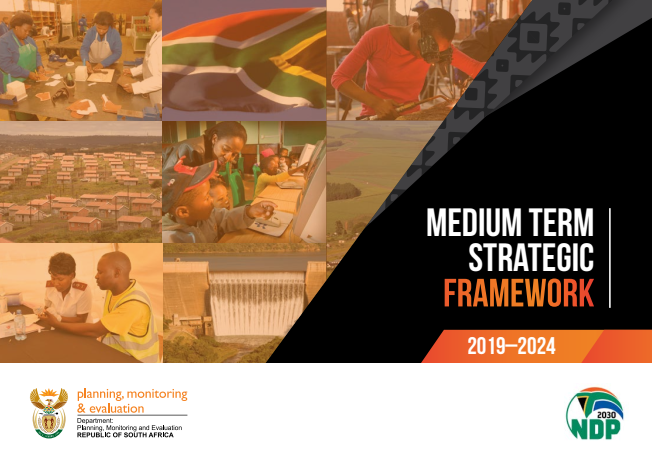 MEDIUM TERM
STRATEGIC
FRAMEWORK
2019–2024
planning, monitoring
& evaluation
Department:
Planning, Monitoring and Evaluation
REPUBLIC OF SOUTH AFRICA
2030
NDP